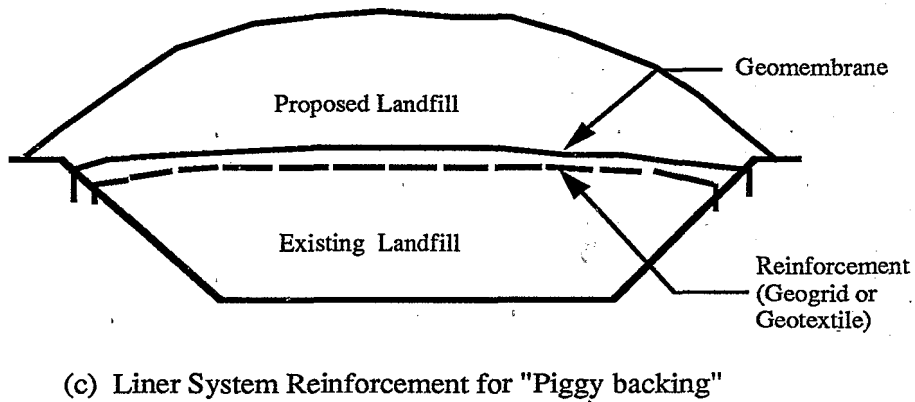 Geomembrane
Proposed Landfill
Existing Landfill
Reinforcement
(Geogrid or
Geotextile)
(c) Liner System Reinforcement for "Piggy backing"